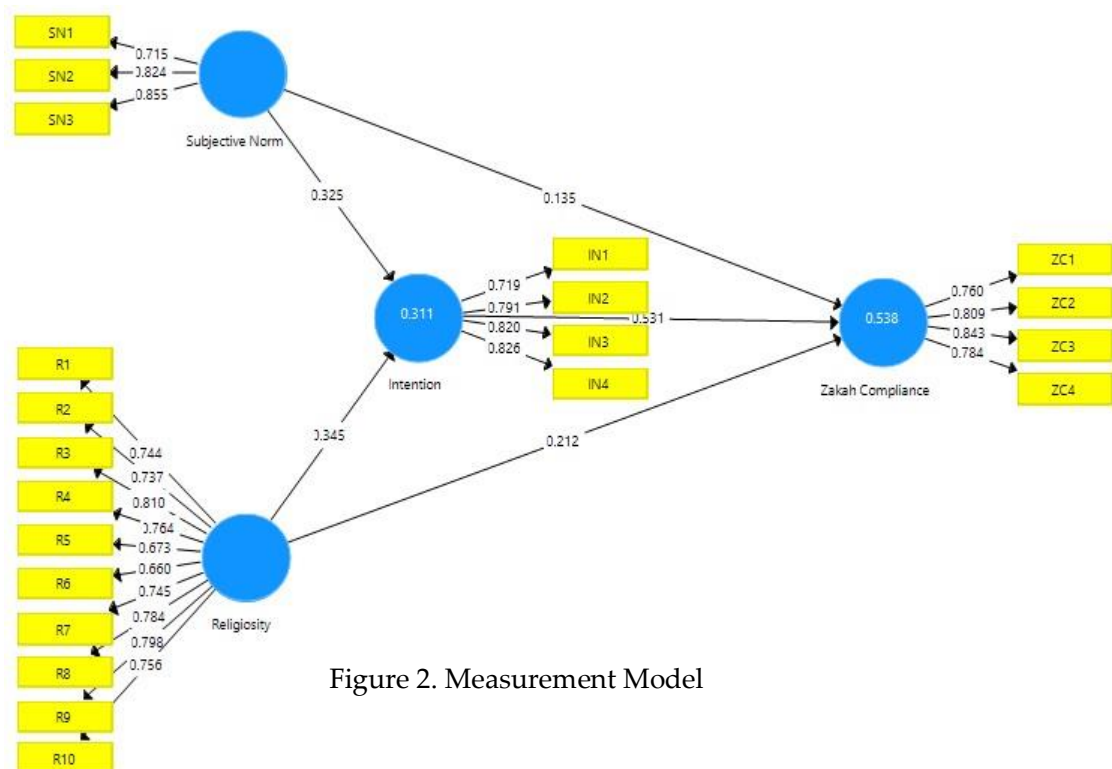 SN1
SN2
SN3
0.715
0.824
0.855
Subjective Norm
0.325
0.135
IN1
IN2
IN3
IN4
0.719
0.791
0.820
0.826
0.531
0.311
Intention
ZC1
ZC2
ZC3
ZC4
0.760
0.809
0.843
0.784
0.538
Zakah Compliance
R1
R2
R3
R4
R5
R6
R7
R8
R9
R10
0.744
0.737
0.810
0.764
0.673
0.660
0.745
0.784
0.798
0.756
0.345
0.212
Religiosity
Figure 2. Measurement Model